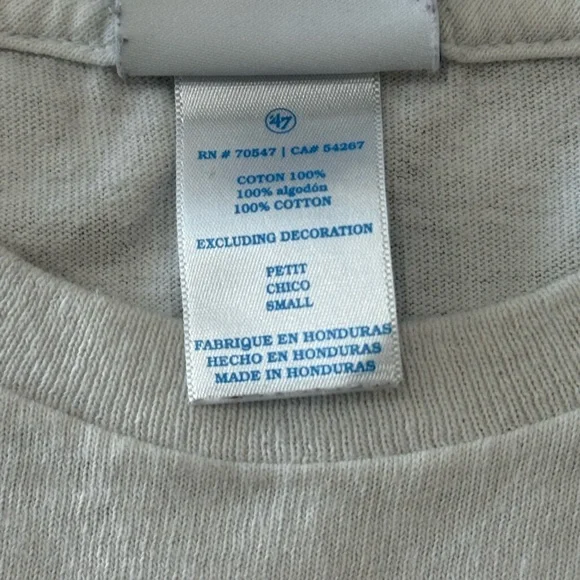 '47
RN # 70547 | CA# 54267
COTON 100%
100% algodón
100% COTTON
EXCLUDING DECORATION
PETIT
CHICO
SMALL
FABRIQUE EN HONDURAS
HECHO EN HONDURAS
MADE IN HONDURAS